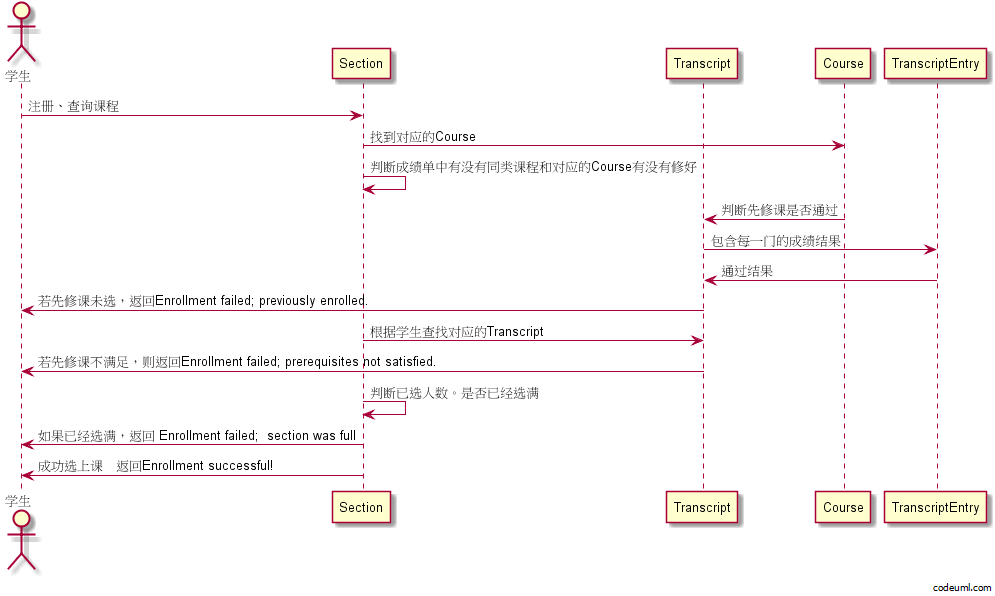 学生
Section
Transcript
Course
TranscriptEntry
注册、查询课程
找到对应的Course
判断成绩单中有没有同类课程和对应的Course有没有修好
判断先修课是否通过
包含每一门的成绩结果
通过结果
若先修课未选，返回Enrollment failed; previously enrolled.
根据学生查找对应的Transcript
若先修课不满足，则返回Enrollment failed; prerequisites not satisfied.
判断已选人数。是否已经选满
如果已经选满，返回 Enrollment failed;  section was full
成功选上课　返回Enrollment successful!
学生
Section
Transcript
Course
TranscriptEntry
codeuml.com